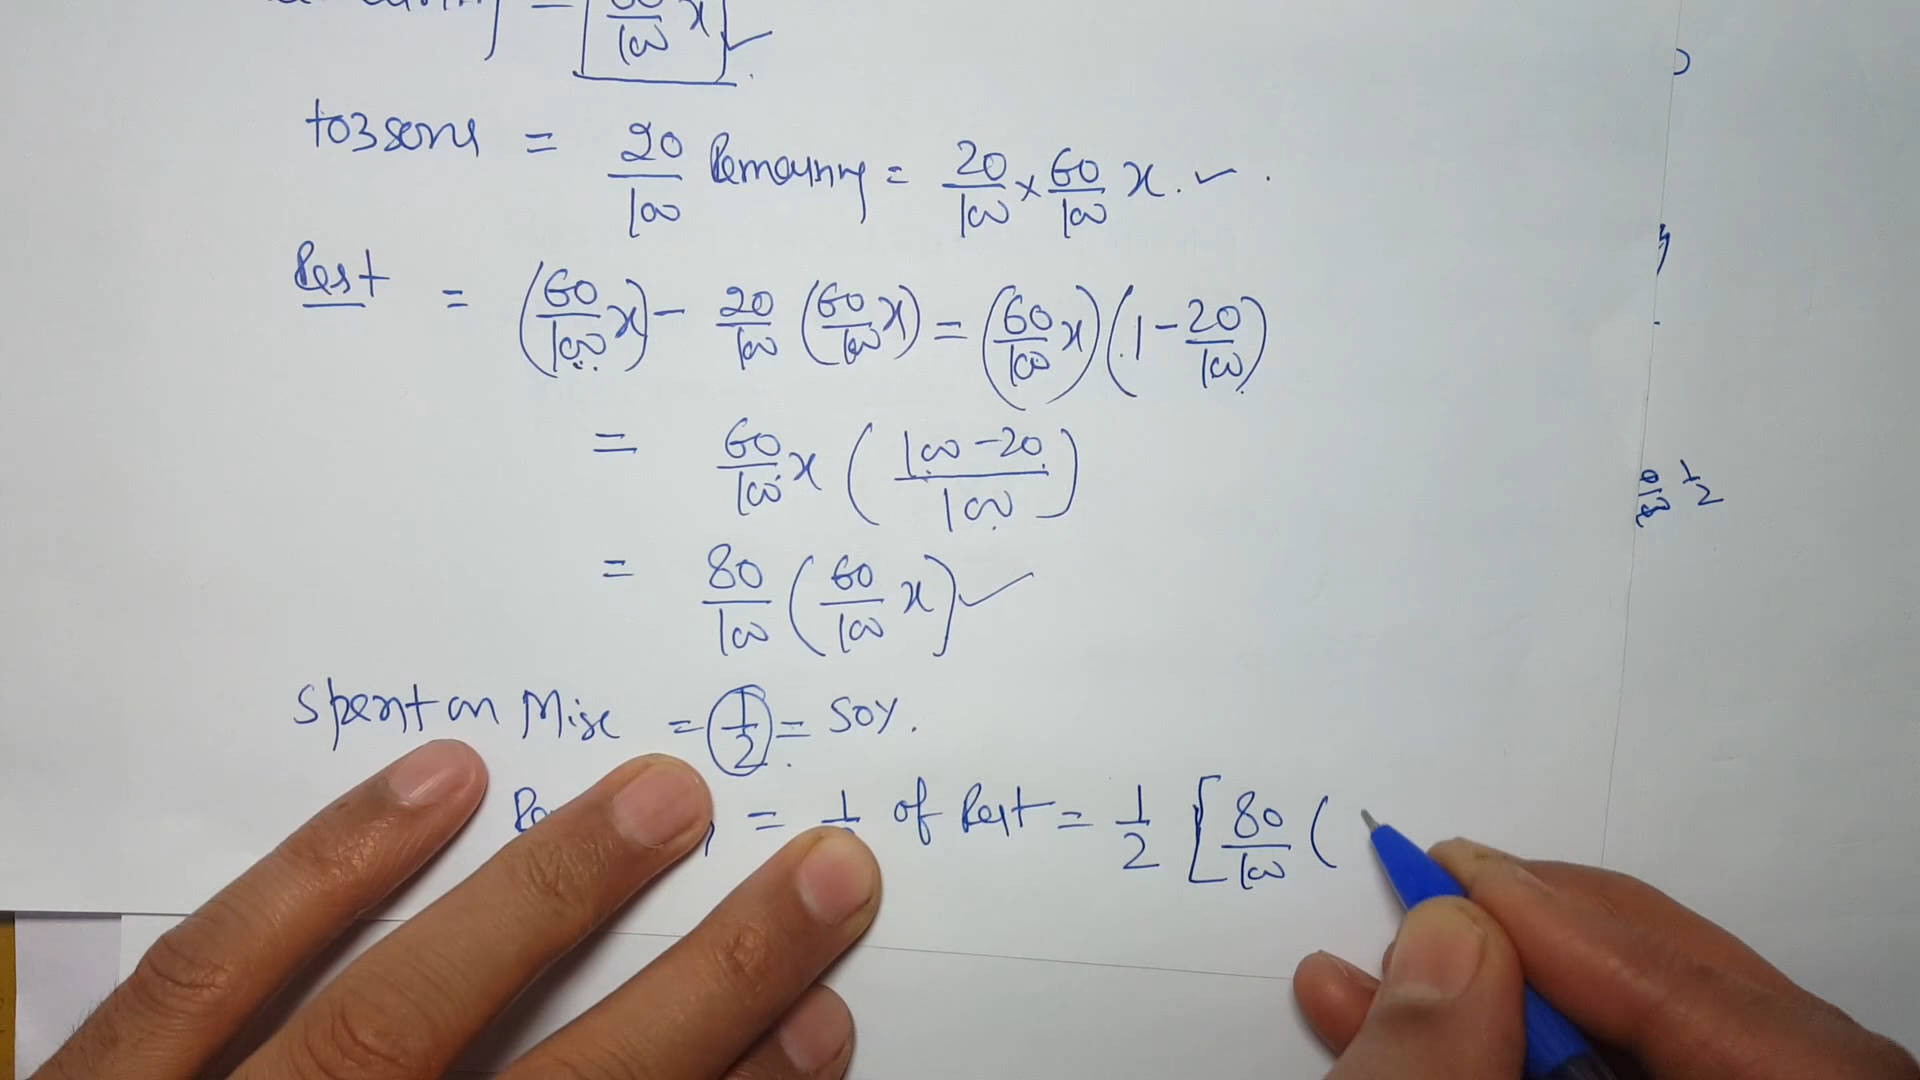 = 60/100 x
to 3 sons = 20/100 Remaining = 20/100 × 60/100 x.
Rest = (60/100 x) - 20/100 (60/100 x) = (60/100 x) (1 - 20/100)
= 60/100 x (100 - 20/100)
= 80/100 (60/100 x)
Spent on Misc = 1/2 = 50%.
= of Rest = 1/2 [80/100 (
1/2